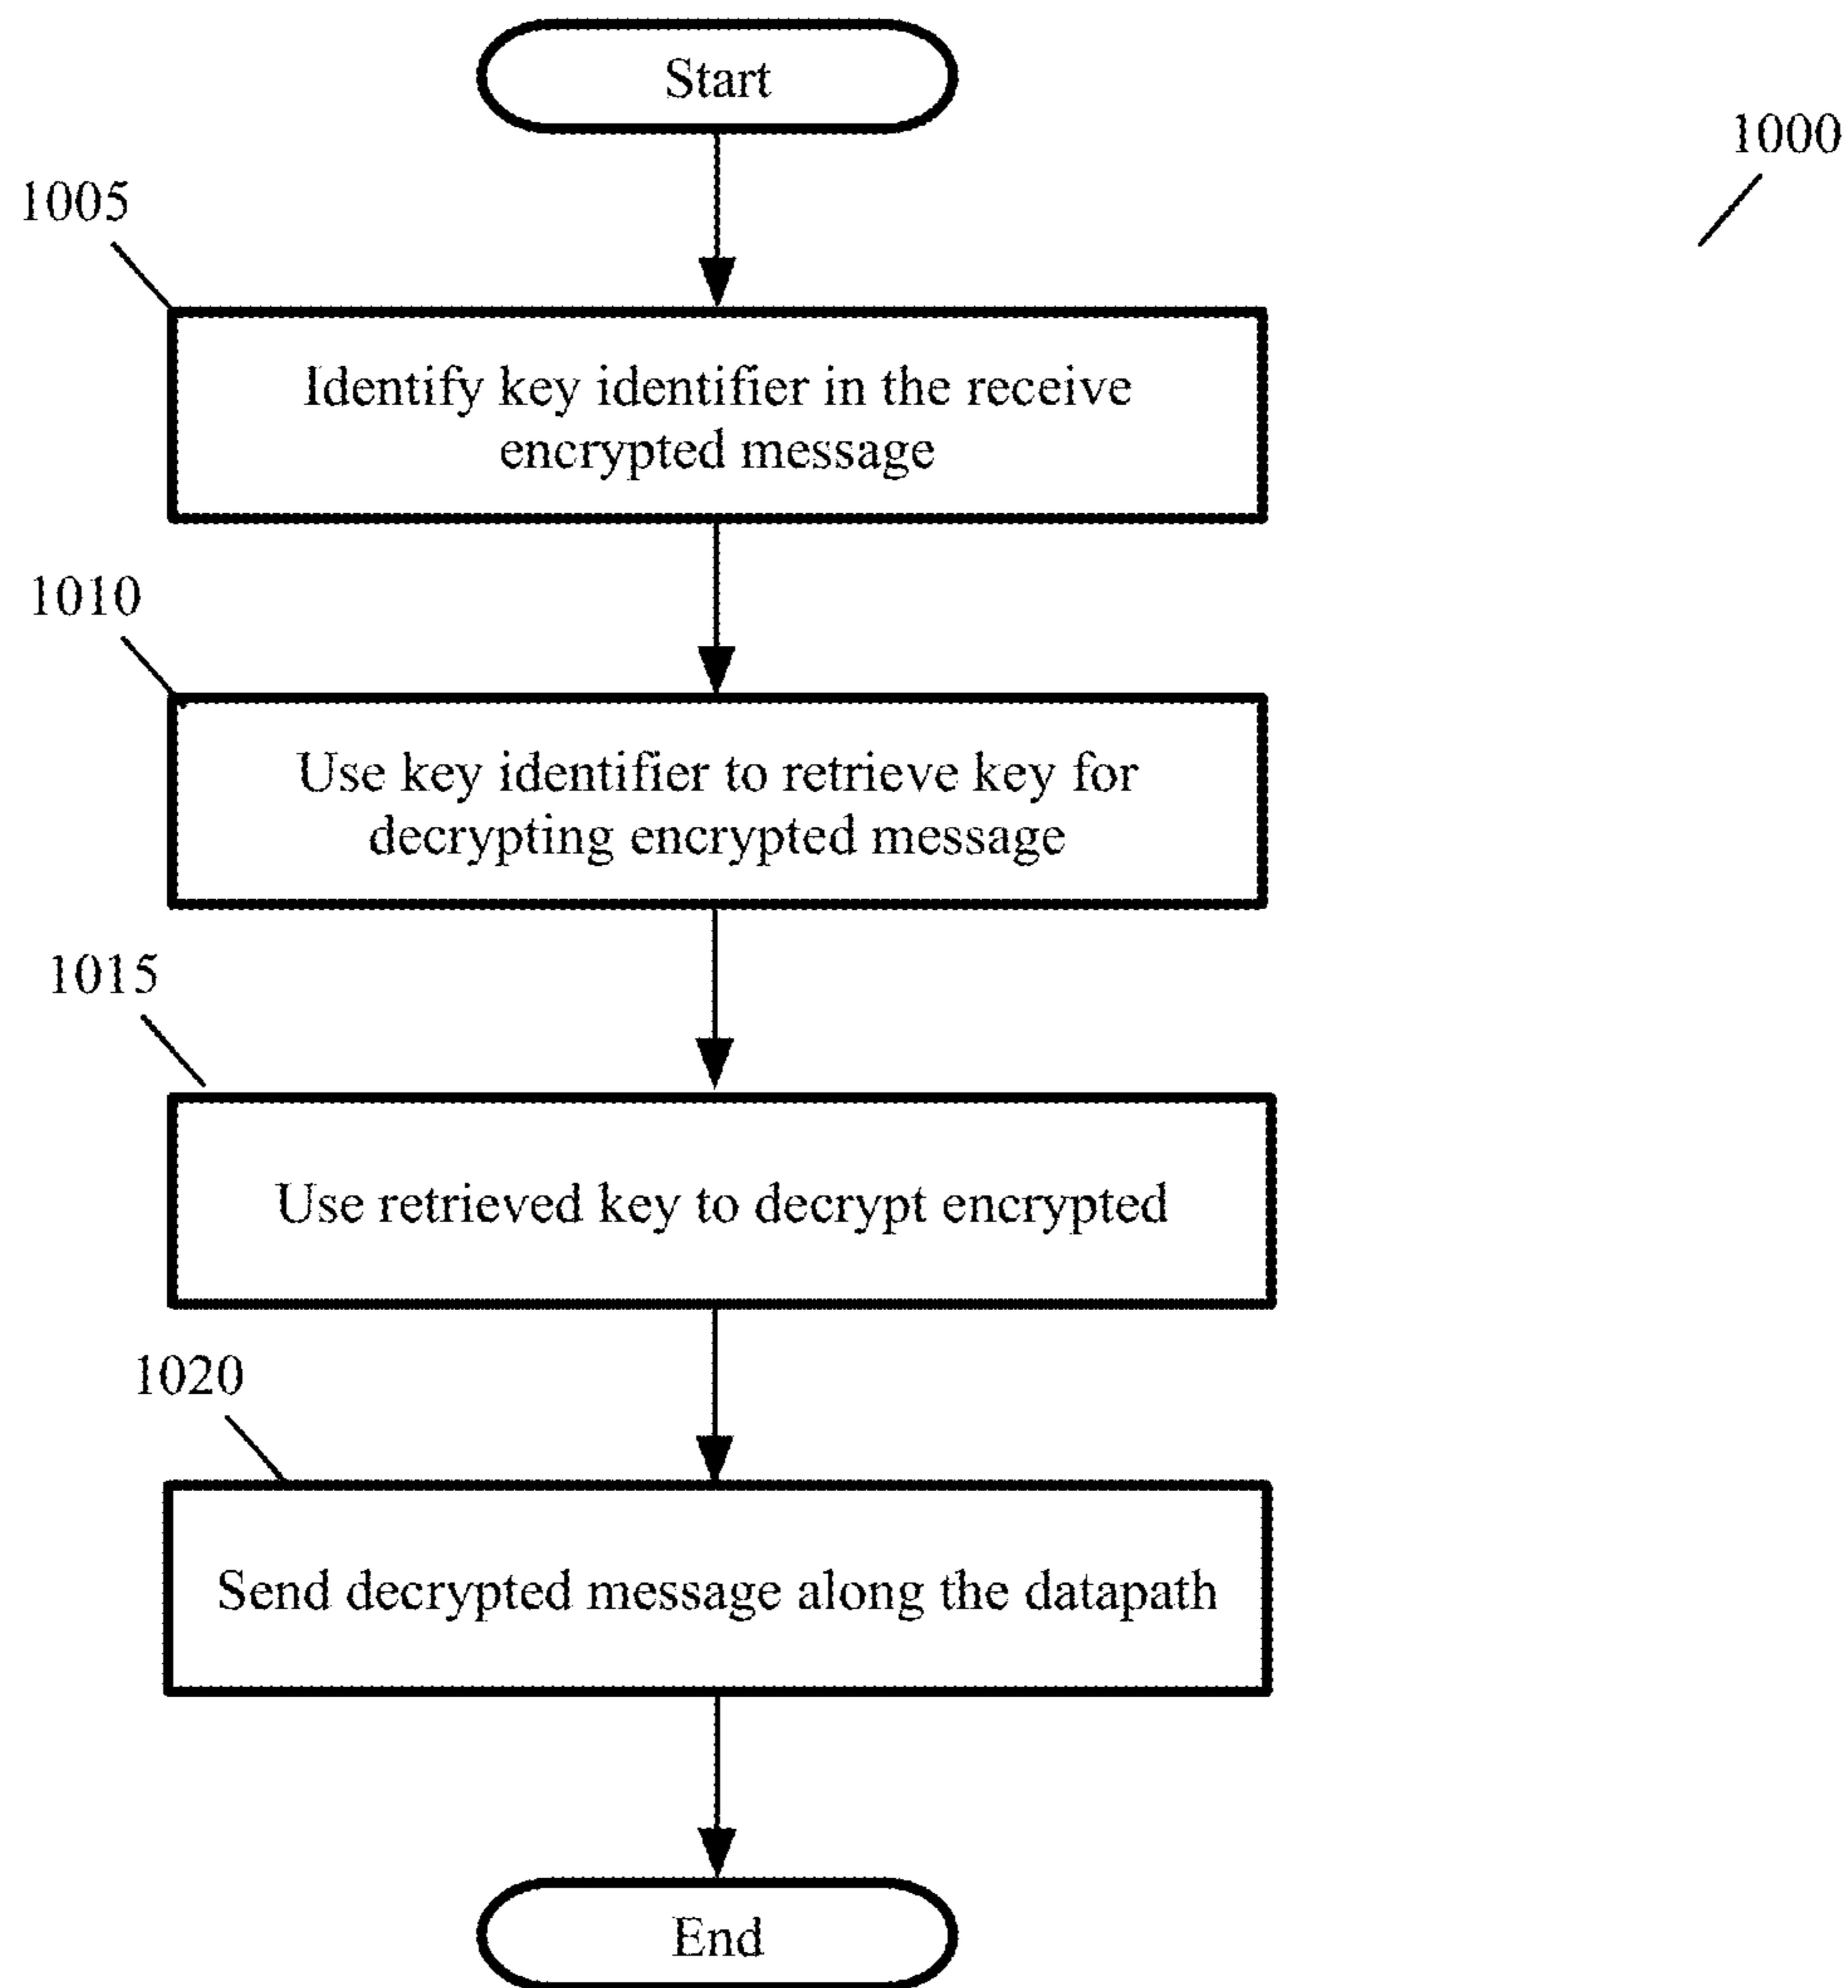 Start
1000
1005
Identify key identifier in the receive
encrypted message
1010
Use key identifier to retrieve key for
decrypting encrypted message
1015
Use retrieved key to decrypt encrypted
1020
Send decrypted message along the datapath
End